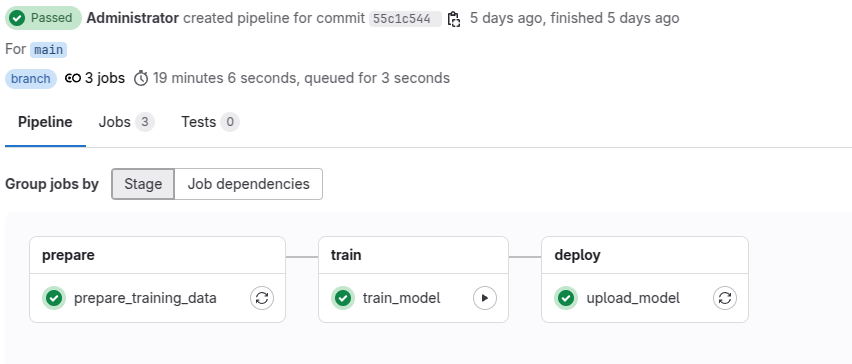 Passed Administrator created pipeline for commit 55c1c544 5 days ago, finished 5 days ago
For main
branch 3 jobs 19 minutes 6 seconds, queued for 3 seconds
Pipeline Jobs 3 Tests 0
Group jobs by Stage Job dependencies
prepare train deploy
prepare_training_data train_model upload_model